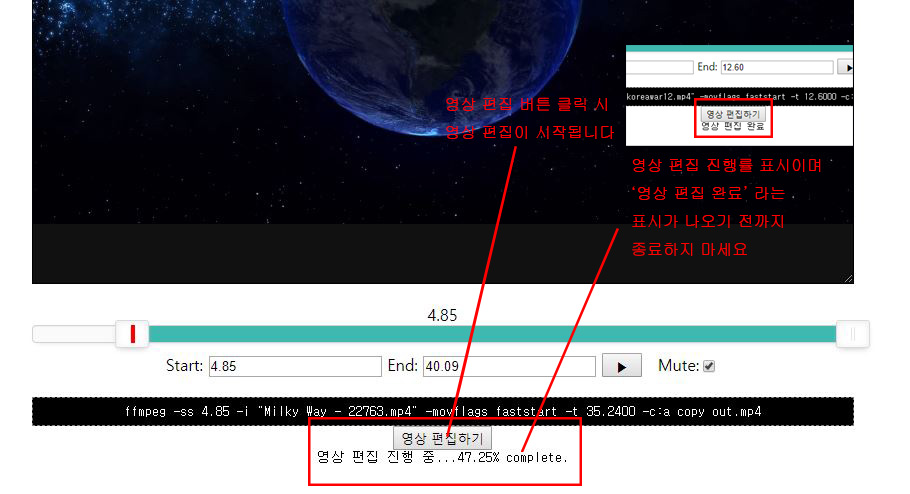 End: 12.60
koreawar12.mp4" -movflags faststart -t 12.6000 -c:
영상 편집하기
영상 편집 완료
영상 편집 버튼 클릭 시
영상 편집이 시작됩니다
영상 편집 진행률 표시이며
‘영상 편집 완료’ 라는
표시가 나오기 전까지
종료하지 마세요
4.85
Start: 4.85 End: 40.09 Mute:
ffmpeg -ss 4.85 -i "Milky Way - 22763.mp4" -movflags faststart -t 35.2400 -c:a copy out.mp4
영상 편집하기
영상 편집 진행 중...47.25% complete.